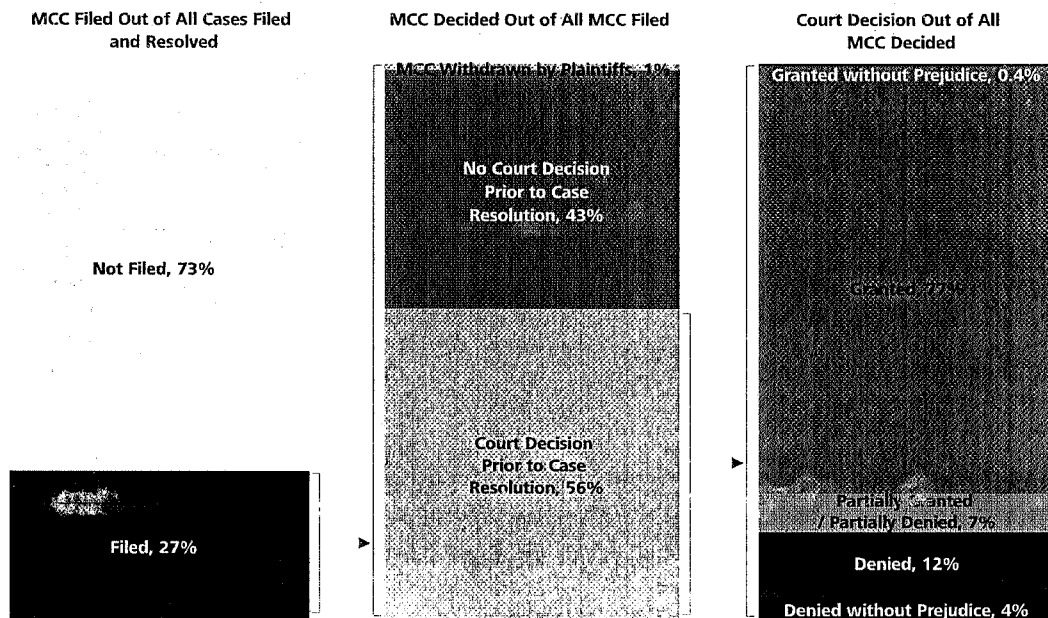 MCC Filed Out of All Cases Filed
and Resolved
Not Filed, 73%
Filed, 27%
MCC Decided Out of All MCC Filed
MCC Withdrawn by Plaintiffs, 1%
No Court Decision
Prior to Case
Resolution, 43%
Court Decision
Prior to Case
Resolution, 56%
Court Decision Out of All
MCC Decided
Granted without Prejudice, 0.4%
Granted, 77%
Partially Granted
/ Partially Denied, 7%
Denied, 12%
Denied without Prejudice, 4%